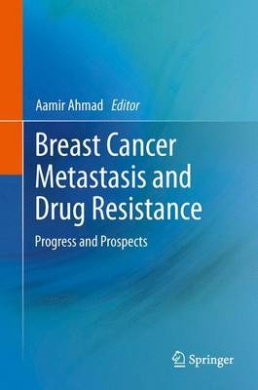 Aamir Ahmad Editor
Breast Cancer
Metastasis and
Drug Resistance
Progress and Prospects
Springer